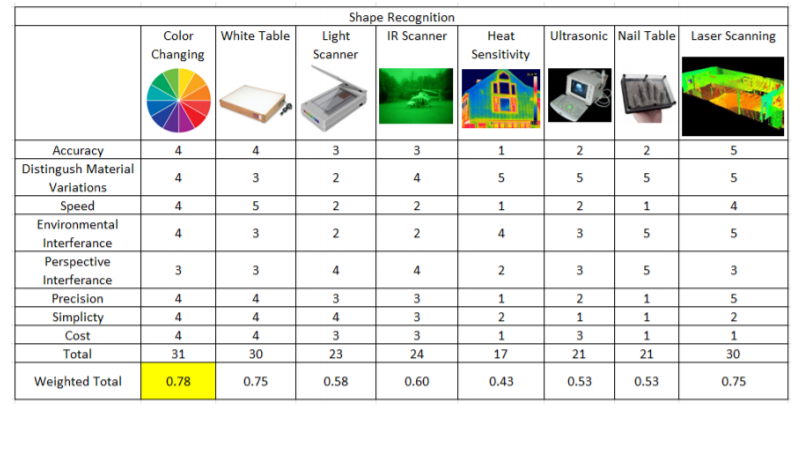 Shape Recognition
Color Changing White Table Light Scanner IR Scanner Heat Sensitivity Ultrasonic Nail Table Laser Scanning
Accuracy 4 4 3 3 1 2 2 5
Distingush Material Variations 4 3 2 4 5 5 5 5
Speed 4 5 2 2 1 2 1 4
Environmental Interferance 4 3 2 2 4 3 5 5
Perspective Interferance 3 3 4 4 2 3 5 3
Precision 4 4 3 3 1 2 1 5
Simplicty 4 4 4 3 2 1 1 2
Cost 4 4 3 3 1 3 1 1
Total 31 30 23 24 17 21 21 30
Weighted Total 0.78 0.75 0.58 0.60 0.43 0.53 0.53 0.75